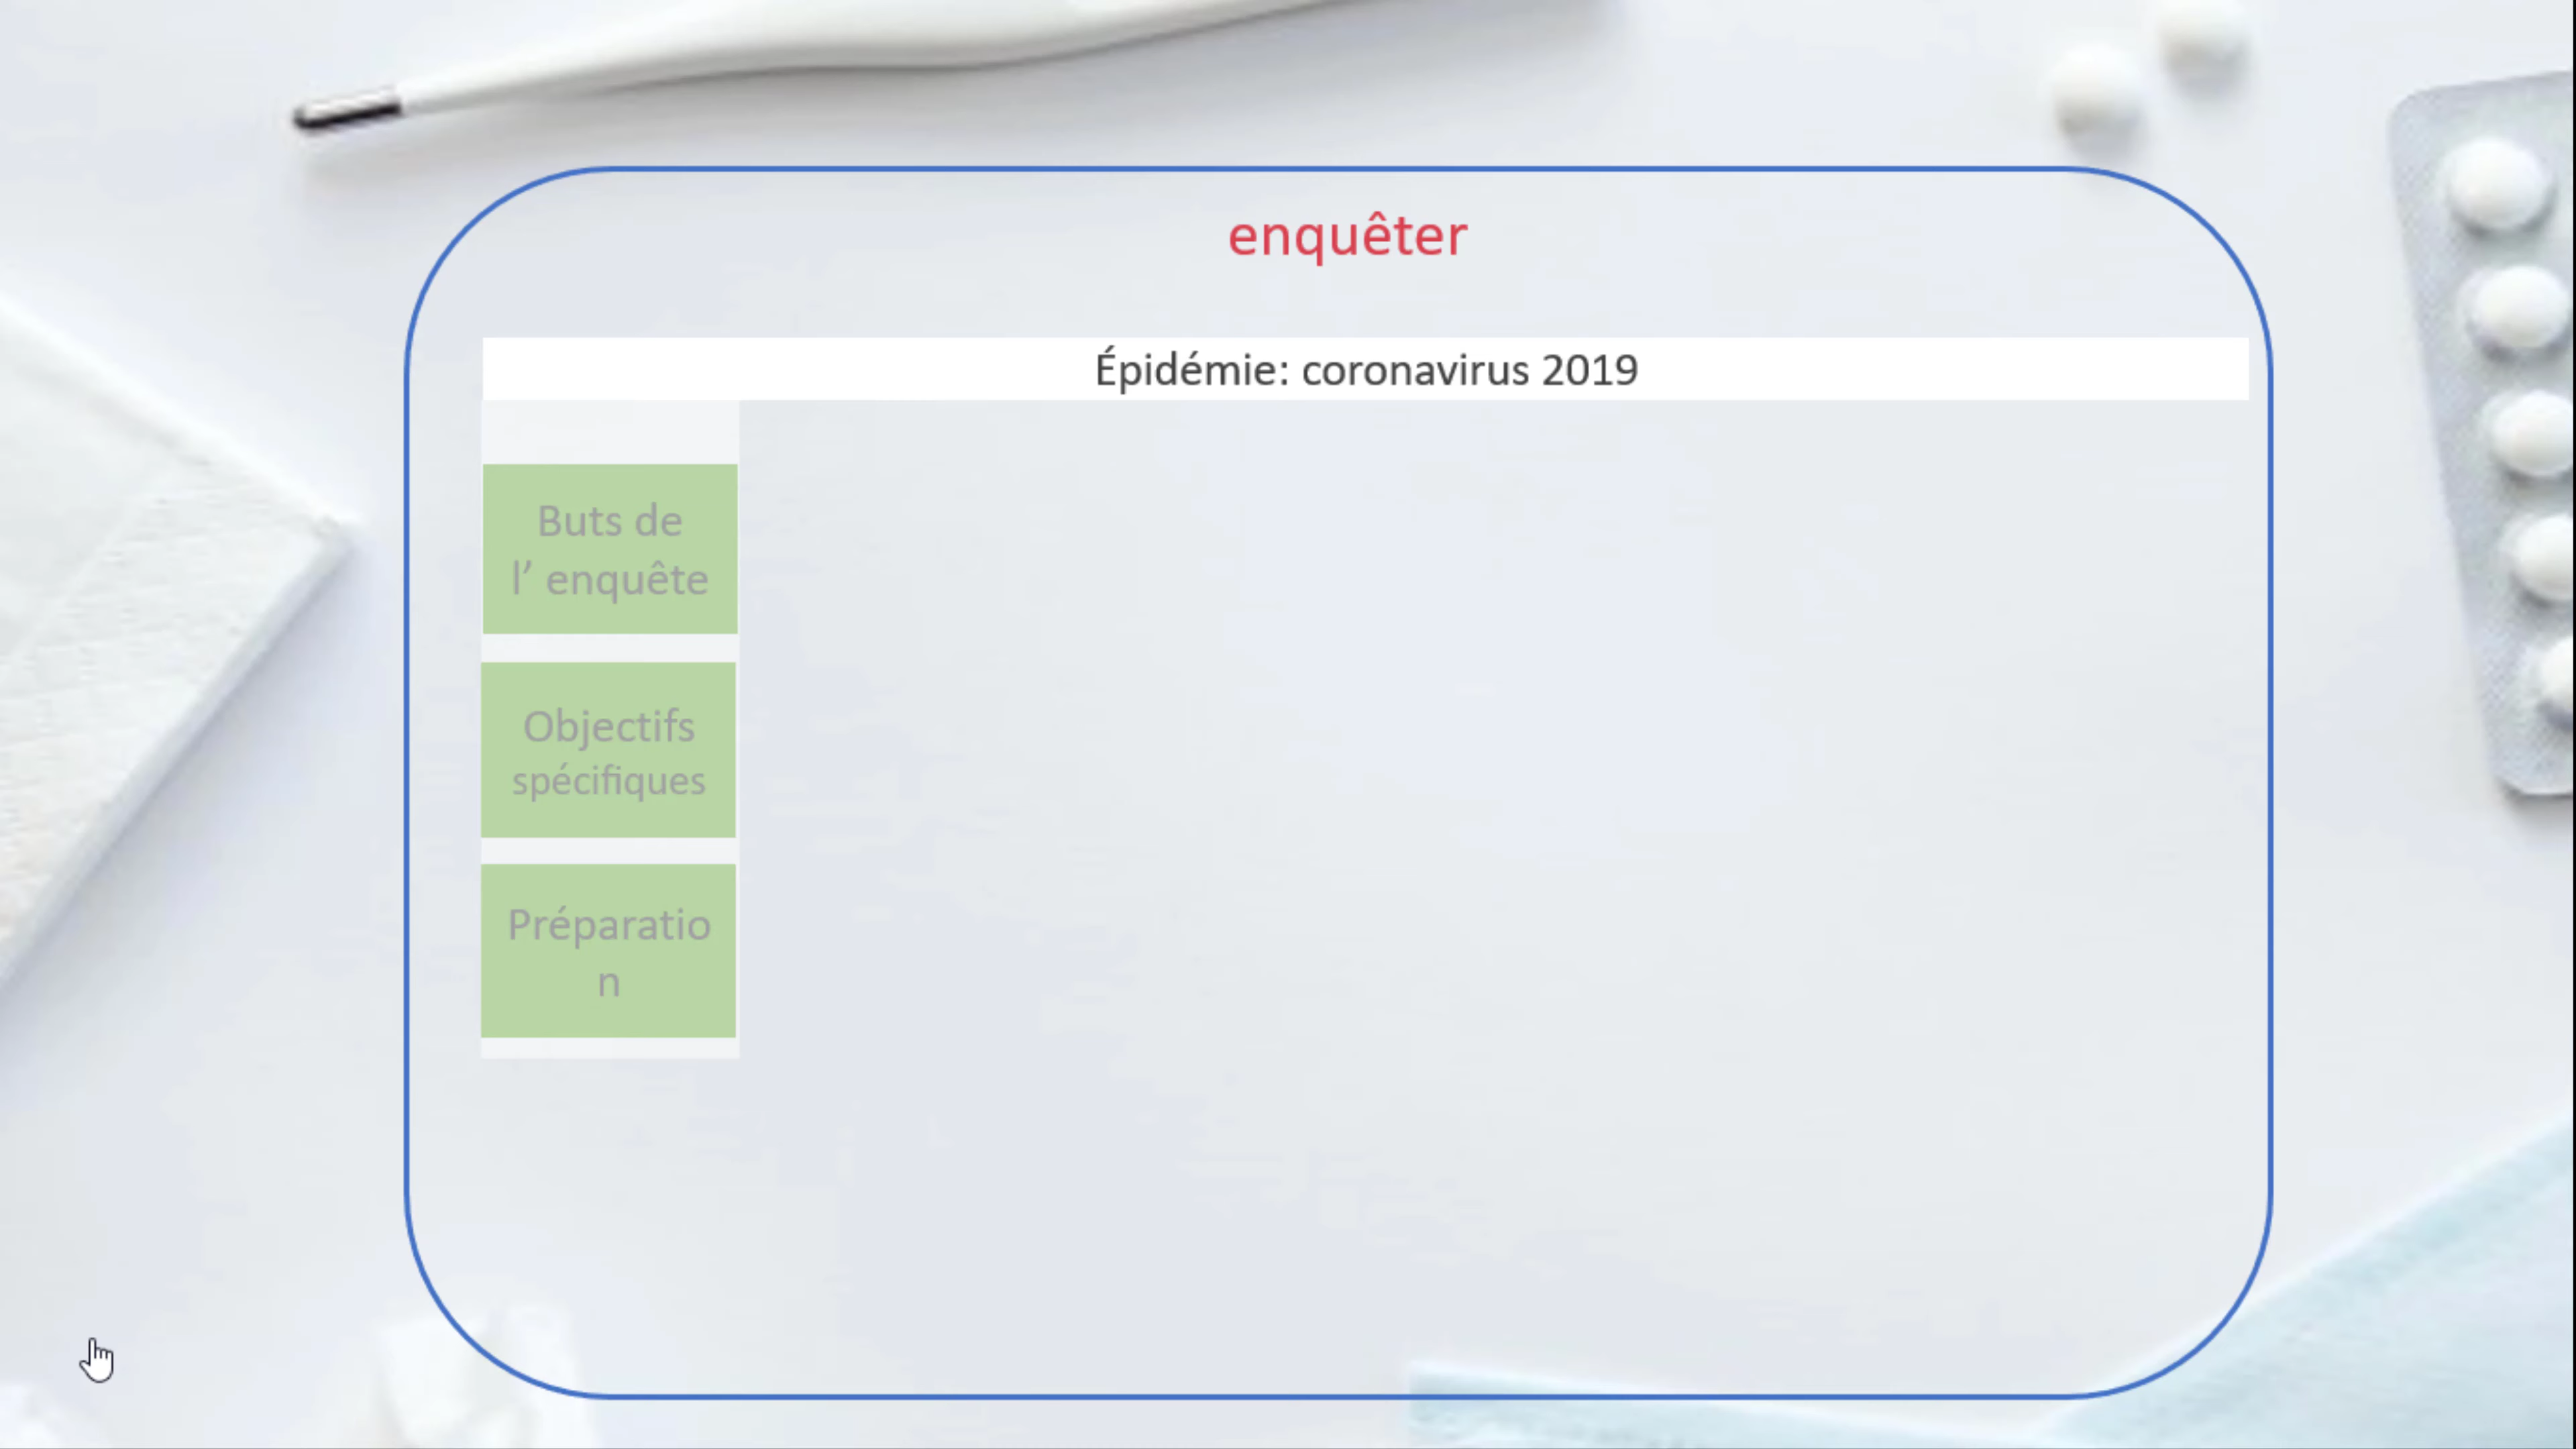 enquêter
Épidémie: coronavirus 2019
Buts de
l’ enquête
Objectifs
spécifiques
Préparatio
n